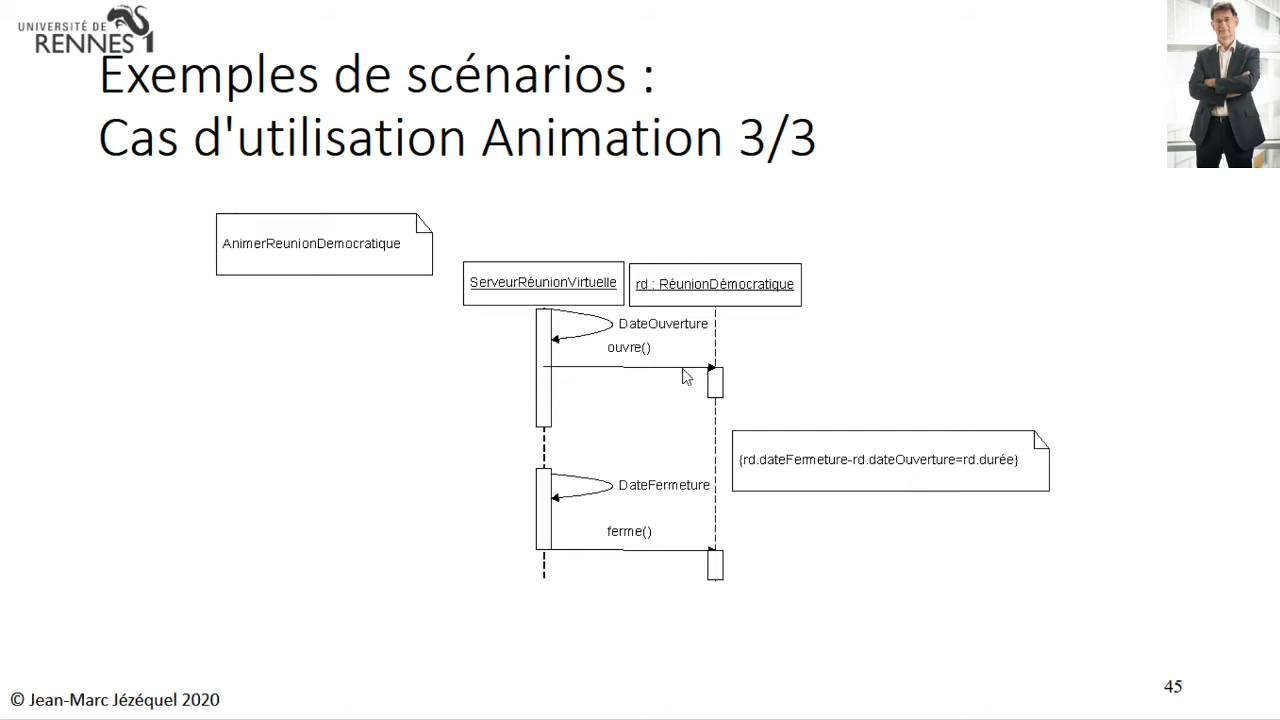 UNIVERSITÉ DE
RENNES 1
Exemples de scénarios :
Cas d'utilisation Animation 3/3
AnimerReunionDemocratique
ServeurRéunionVirtuelle
rd : RéunionDémocratique
DateOuverture
ouvre()
{rd.dateFermeture-rd.dateOuverture=rd.durée}
DateFermeture
ferme()
45
© Jean-Marc Jézéquel 2020